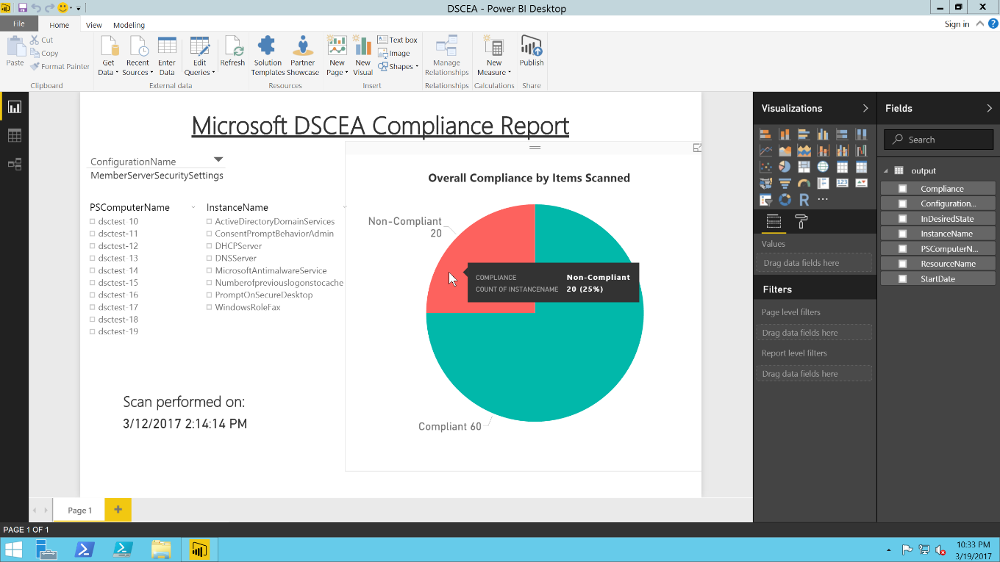 DSCEA - Power BI Desktop
File
Home
View
Modeling
Sign in
Paste
Cut
Copy
Format Painter
Clipboard
Get Data
Recent Sources
Enter Data
Edit Queries
Refresh
External data
Solution Templates
Partner Showcase
Resources
New Page
New Visual
Text box
Image
Shapes
Insert
Manage Relationships
Relationships
New Measure
Calculations
Publish
Share
Microsoft DSCEA Compliance Report
ConfigurationName
MemberServerSecuritySettings
PSComputerName
dsctest-10
dsctest-11
dsctest-12
dsctest-13
dsctest-14
dsctest-15
dsctest-16
dsctest-17
dsctest-18
dsctest-19
InstanceName
ActiveDirectoryDomainServices
ConsentPromptBehaviorAdmin
DHCPServer
DNSServer
MicrosoftAntimalwareService
Numberofpreviouslogonstocache
PromptOnSecureDesktop
WindowsRoleFax
Scan performed on:
3/12/2017 2:14:14 PM
Overall Compliance by Items Scanned
Non-Compliant
20
COMPLIANCE Non-Compliant
COUNT OF INSTANCENAME 20 (25%)
Compliant 60
Visualizations
R
123
Values
Drag data fields here
Filters
Page level filters
Drag data fields here
Report level filters
Drag data fields here
Fields
Search
output
Compliance
Configuration...
InDesiredState
InstanceName
PSComputerN...
ResourceName
StartDate
Page 1
PAGE 1 OF 1
10:33 PM
3/19/2017